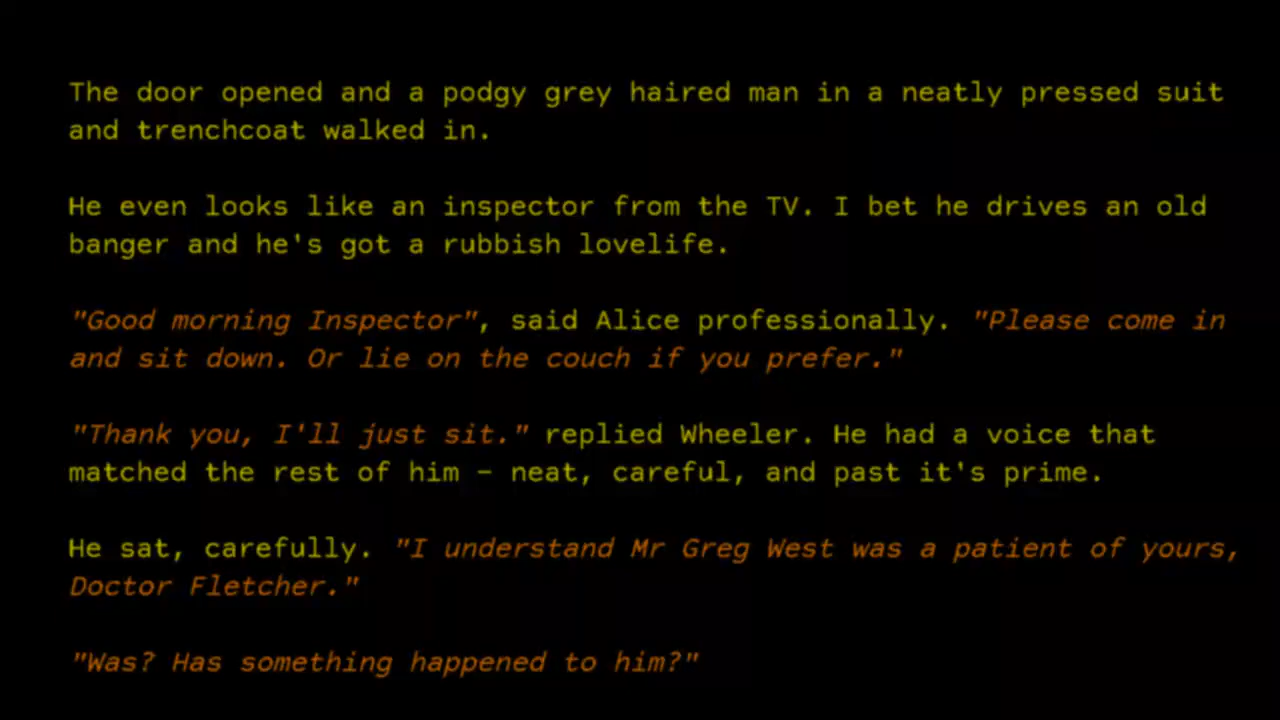 The door opened and a podgy grey haired man in a neatly pressed suit
and trenchcoat walked in.
He even looks like an inspector from the TV. I bet he drives an old
banger and he's got a rubbish lovelife.
"Good morning Inspector", said Alice professionally. "Please come in
and sit down. Or lie on the couch if you prefer."
"Thank you, I'll just sit." replied Wheeler. He had a voice that
matched the rest of him – neat, careful, and past it's prime.
He sat, carefully. "I understand Mr Greg West was a patient of yours,
Doctor Fletcher."
"Was? Has something happened to him?"